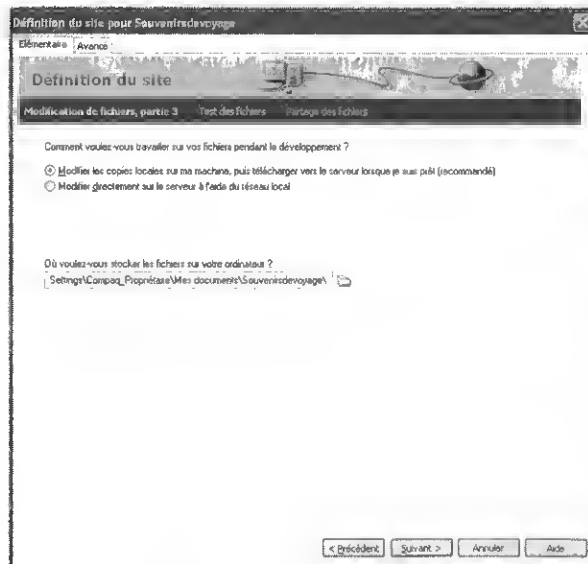 Définition du site pour Souvenirsdevoyage
Elémentaire Avancé
Définition du site
Modification de fichiers, partie 3 Test des fichiers Partage des fichiers
Comment voulez-vous travailler sur vos fichiers pendant le développement ?
Modifier les copies locales sur ma machine, puis télécharger vers le serveur lorsque je suis prêt (recommandé)
Modifier directement sur le serveur à l'aide du réseau local
Où voulez-vous stocker les fichiers sur votre ordinateur ?
Settings\Compaq_Propriétaire\Mes documents\Souvenirsdevoyage\
< Précédent Suivant > Annuler Aide